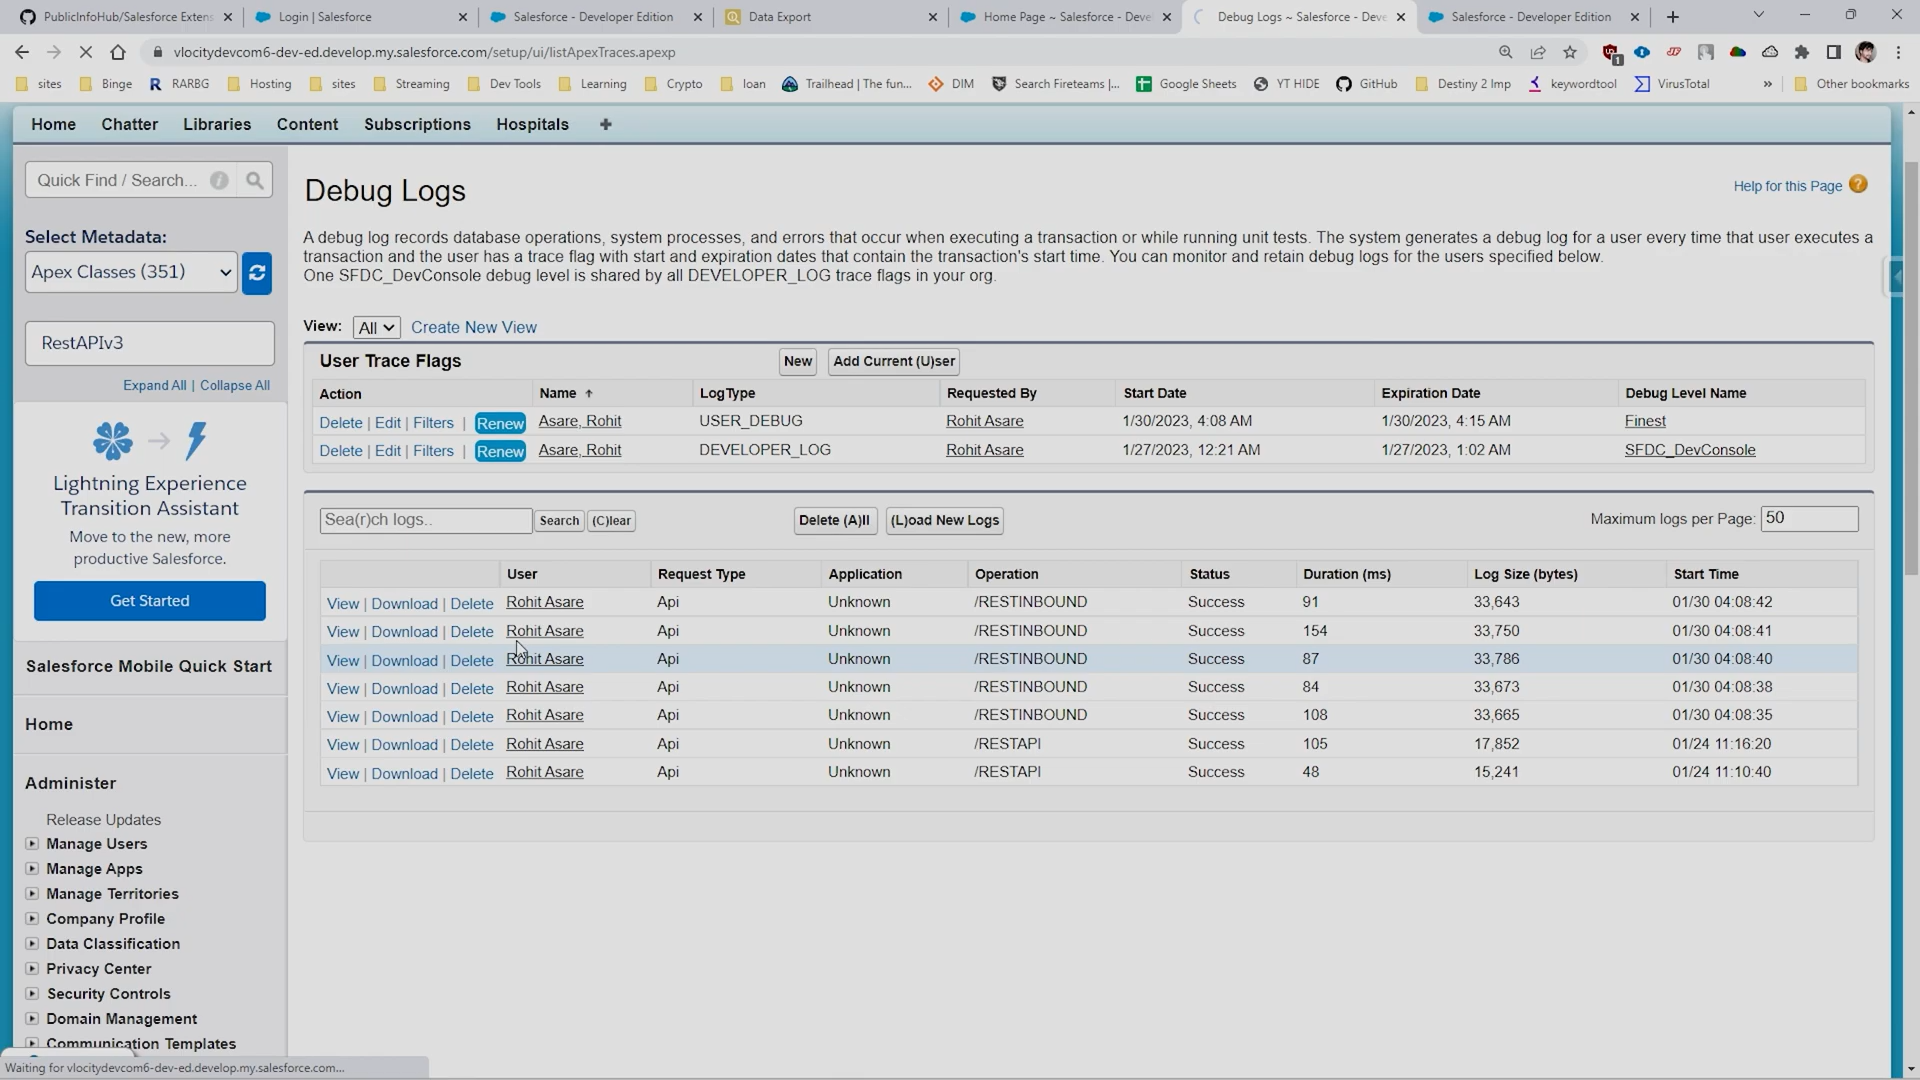 PublicInfoHub/Salesforce Extens
Login | Salesforce
Salesforce - Developer Edition
Data Export
Home Page ~ Salesforce - Deve
Debug Logs ~ Salesforce - Deve
Salesforce - Developer Edition
vlocitydevcom6-dev-ed.develop.my.salesforce.com/setup/ui/listApexTraces.apexp
sites
Binge
RARBG
Hosting
sites
Streaming
Dev Tools
Learning
Crypto
loan
Trailhead | The fun...
DIM
Search Fireteams |...
Google Sheets
YT HIDE
GitHub
Destiny 2 Imp
keywordtool
VirusTotal
»
Other bookmarks
Home Chatter Libraries Content Subscriptions Hospitals +
Quick Find / Search...
Select Metadata:
Apex Classes (351)
RestAPIv3
Expand All | Collapse All
Lightning Experience
Transition Assistant
Move to the new, more
productive Salesforce.
Get Started
Salesforce Mobile Quick Start
Home
Administer
Release Updates
Manage Users
Manage Apps
Manage Territories
Company Profile
Data Classification
Privacy Center
Security Controls
Domain Management
Communication Templates
Debug Logs
Help for this Page ?
A debug log records database operations, system processes, and errors that occur when executing a transaction or while running unit tests. The system generates a debug log for a user every time that user executes a
transaction and the user has a trace flag with start and expiration dates that contain the transaction's start time. You can monitor and retain debug logs for the users specified below.
One SFDC_DevConsole debug level is shared by all DEVELOPER_LOG trace flags in your org.
View: All Create New View
User Trace Flags New Add Current (U)ser
Action Name LogType Requested By Start Date Expiration Date Debug Level Name
Delete | Edit | Filters | Renew Asare, Rohit USER_DEBUG Rohit Asare 1/30/2023, 4:08 AM 1/30/2023, 4:15 AM Finest
Delete | Edit | Filters | Renew Asare, Rohit DEVELOPER_LOG Rohit Asare 1/27/2023, 12:21 AM 1/27/2023, 1:02 AM SFDC_DevConsole
Sea(r)ch logs.. Search (C)lear Delete (A)ll (L)oad New Logs Maximum logs per Page: 50
User Request Type Application Operation Status Duration (ms) Log Size (bytes) Start Time
View | Download | Delete Rohit Asare Api Unknown /RESTINBOUND Success 91 33,643 01/30 04:08:42
View | Download | Delete Rohit Asare Api Unknown /RESTINBOUND Success 154 33,750 01/30 04:08:41
View | Download | Delete Rohit Asare Api Unknown /RESTINBOUND Success 87 33,786 01/30 04:08:40
View | Download | Delete Rohit Asare Api Unknown /RESTINBOUND Success 84 33,673 01/30 04:08:38
View | Download | Delete Rohit Asare Api Unknown /RESTINBOUND Success 108 33,665 01/30 04:08:35
View | Download | Delete Rohit Asare Api Unknown /RESTAPI Success 105 17,852 01/24 11:16:20
View | Download | Delete Rohit Asare Api Unknown /RESTAPI Success 48 15,241 01/24 11:10:40
Waiting for vlocitydevcom6-dev-ed.develop.my.salesforce.com...